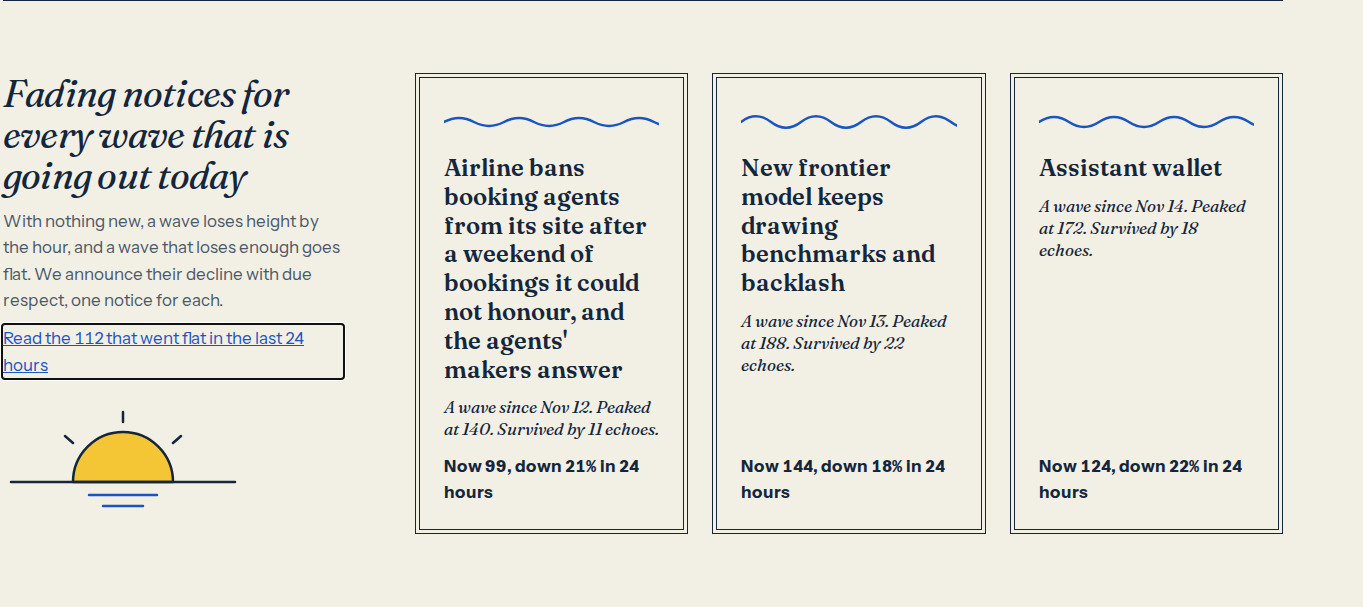 Fading notices for
every wave that is
going out today
With nothing new, a wave loses height by
the hour, and a wave that loses enough goes
flat. We announce their decline with due
respect, one notice for each.
Read the 112 that went flat in the last 24
hours
Airline bans
booking agents
from its site after
a weekend of
bookings it could
not honour, and
the agents'
makers answer
A wave since Nov 12. Peaked
at 140. Survived by 11 echoes.
Now 99, down 21% in 24
hours
New frontier
model keeps
drawing
benchmarks and
backlash
A wave since Nov 13. Peaked
at 188. Survived by 22
echoes.
Now 144, down 18% in 24
hours
Assistant wallet
A wave since Nov 14. Peaked
at 172. Survived by 18
echoes.
Now 124, down 22% in 24
hours